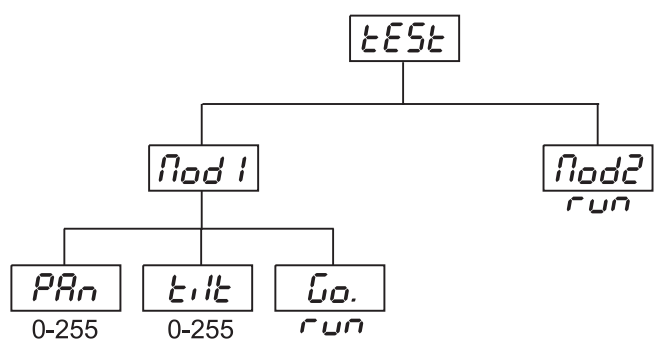 tESt
Mod1 Mod2
run
PAn tilt Go.
0-255 0-255 run